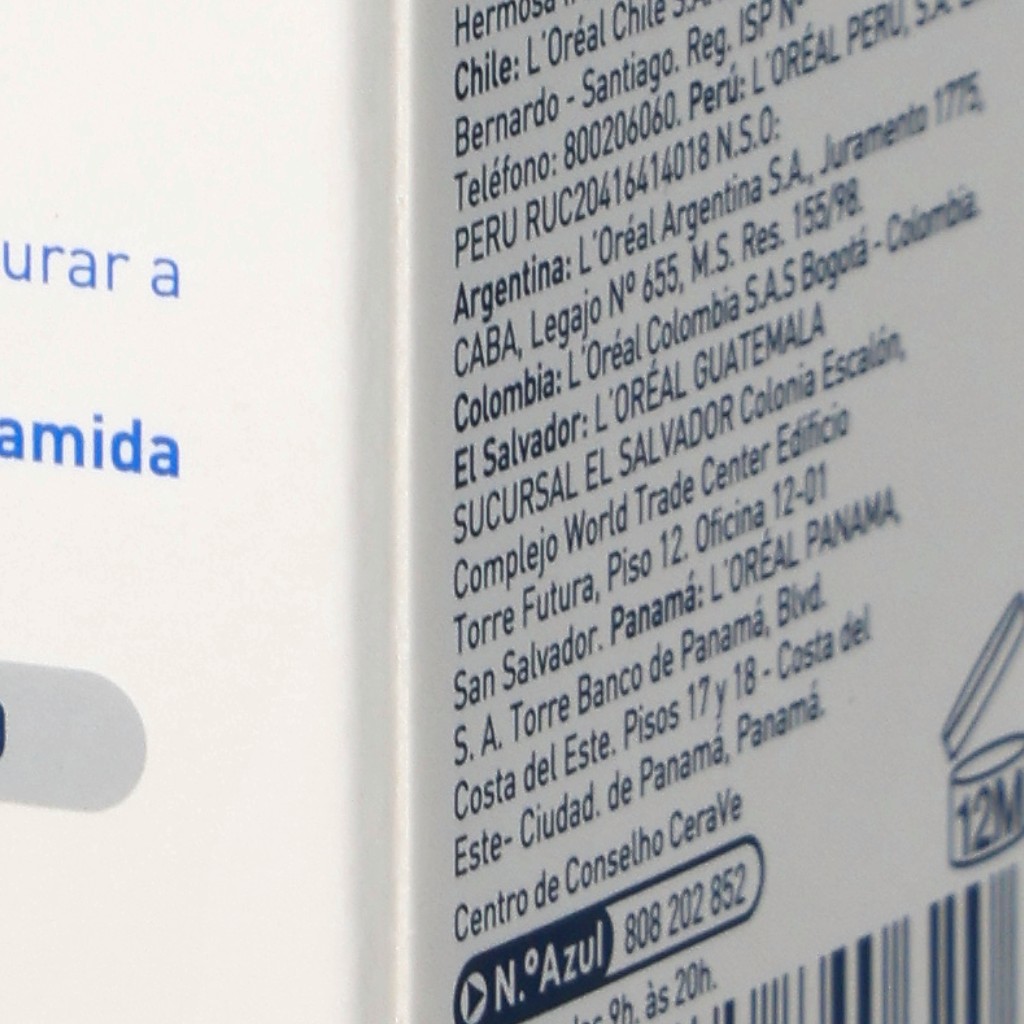 urar a
amida
Hermosa
Chile: L'Oréal Chile S.A.
Bernardo - Santiago. Reg. ISP Nº
Teléfono: 800206060. Perú: L'ORÉAL PERÚ, S.A.
PERU RUC20416414018 N.S.O:
Argentina: L'Oréal Argentina S.A., Juramento 1775,
CABA, Legajo Nº 655, M.S. Res. 155/98.
Colombia: L'Oréal Colombia S.A.S Bogotá - Colombia.
El Salvador: L'ORÉAL GUATEMALA
SUCURSAL EL SALVADOR Colonia Escalón,
Complejo World Trade Center Edificio
Torre Futura, Piso 12. Oficina 12-01
San Salvador. Panamá: L'ORÉAL PANAMA,
S. A. Torre Banco de Panamá, Blvd.
Costa del Este. Pisos 17 y 18 - Costa del
Este- Ciudad. de Panamá, Panamá.
Centro de Conselho CeraVe
N.ºAzul 808 202 852
9h. às 20h.
12M